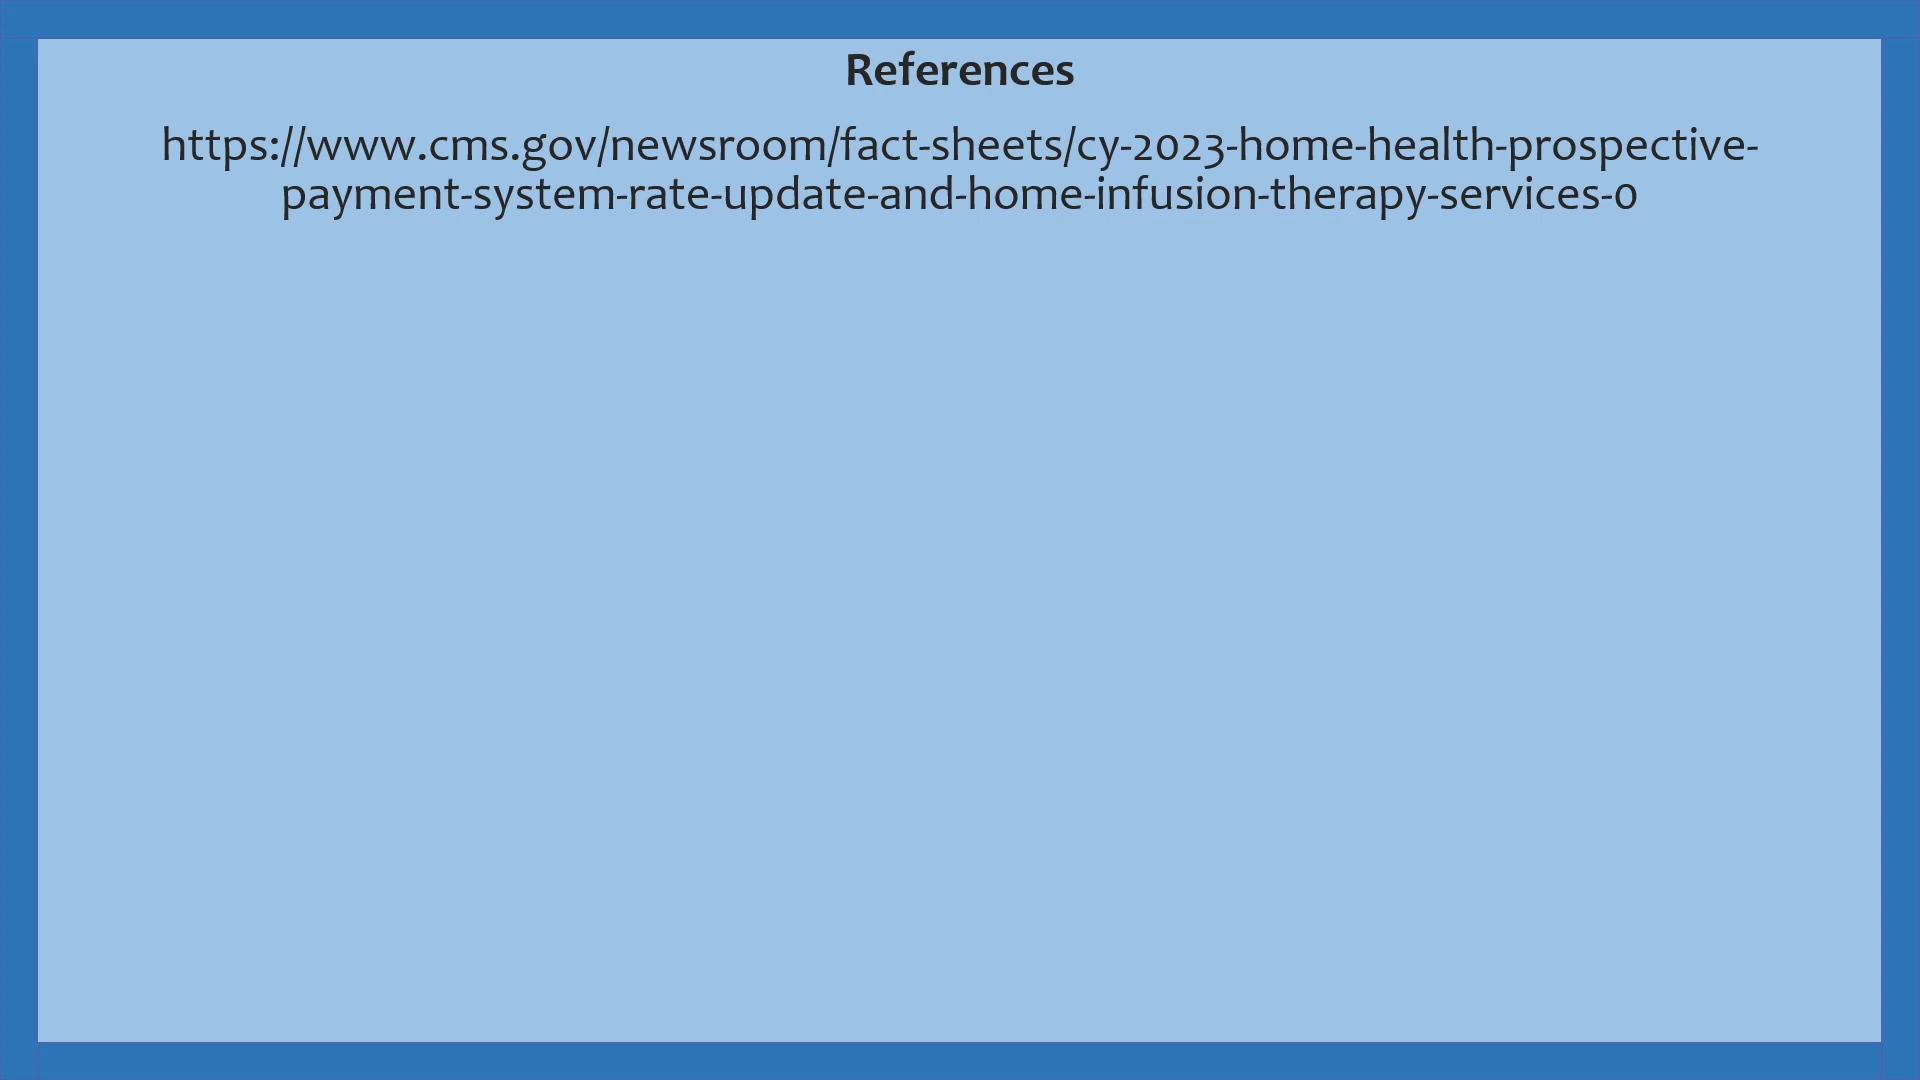 References
https://www.cms.gov/newsroom/fact-sheets/cy-2023-home-health-prospective-
payment-system-rate-update-and-home-infusion-therapy-services-0